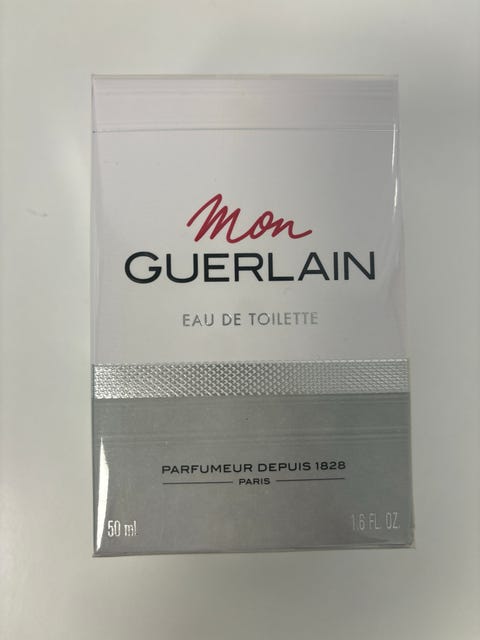 Mon
GUERLAIN
EAU DE TOILETTE
PARFUMEUR DEPUIS 1828
PARIS
50 ml
1.6 FL. OZ.